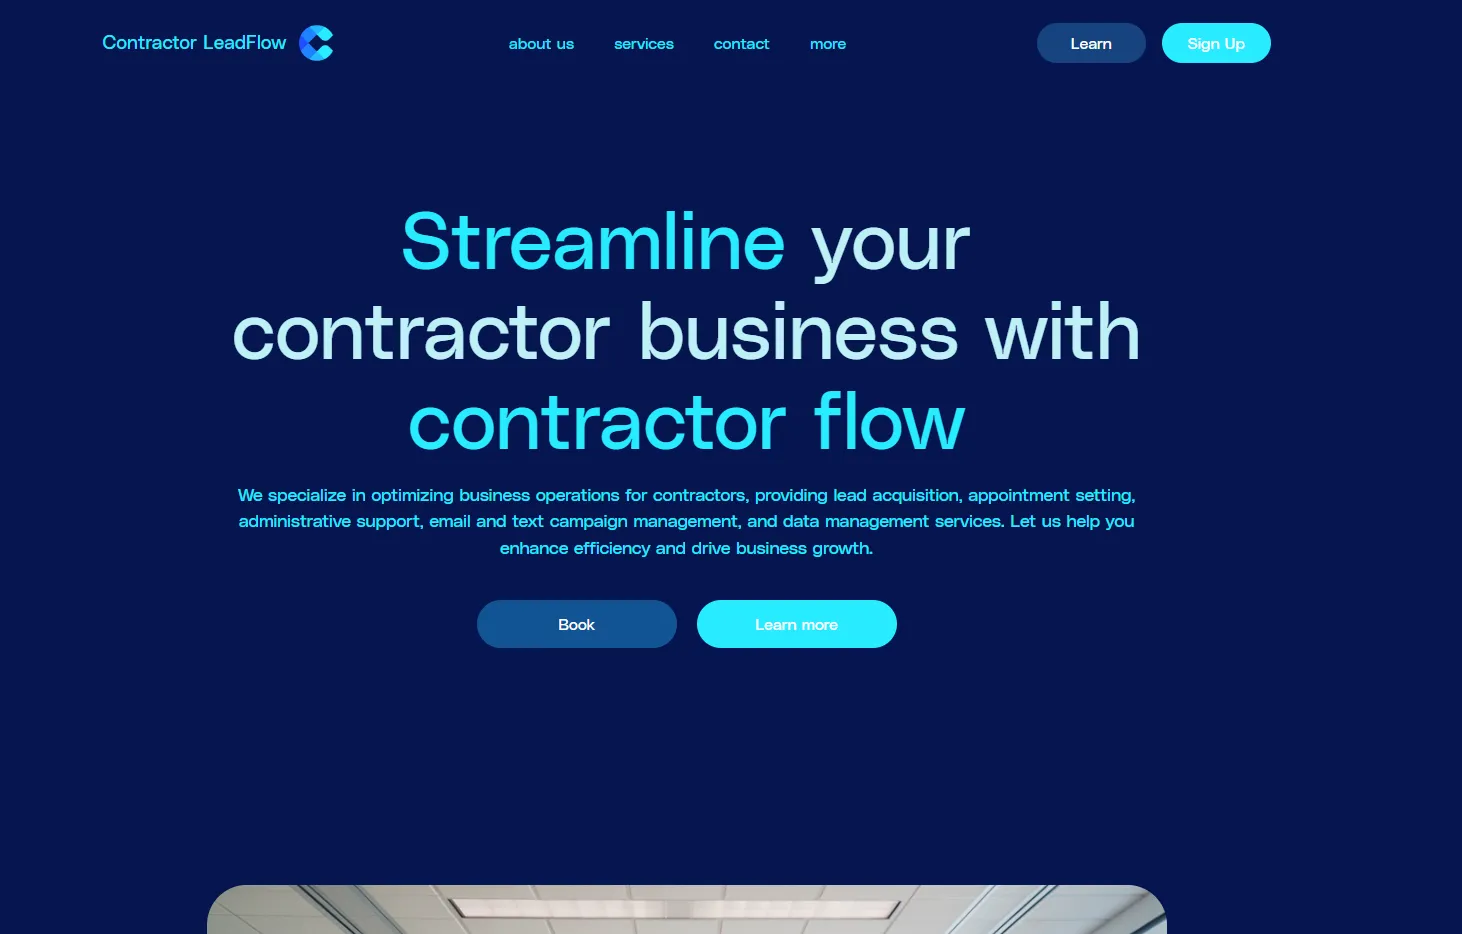 Contractor LeadFlow
about us
services
contact
more
Learn
Sign Up
Streamline your
contractor business with
contractor flow
We specialize in optimizing business operations for contractors, providing lead acquisition, appointment setting,
administrative support, email and text campaign management, and data management services. Let us help you
enhance efficiency and drive business growth.
Book
Learn more